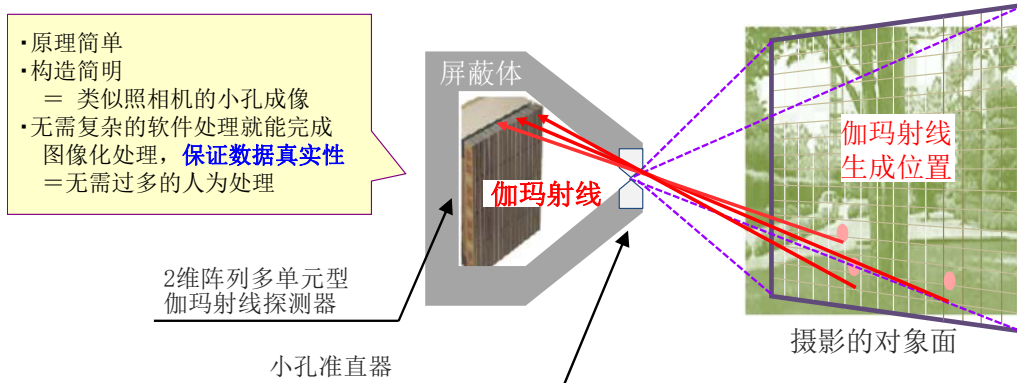 ·原理简单
·构造简明
＝ 类似照相机的小孔成像
·无需复杂的软件处理就能完成
图像化处理，保证数据真实性
＝无需过多的人为处理
屏蔽体
伽玛射线
伽玛射线
生成位置
2维阵列多单元型
伽玛射线探测器
小孔准直器
摄影的对象面